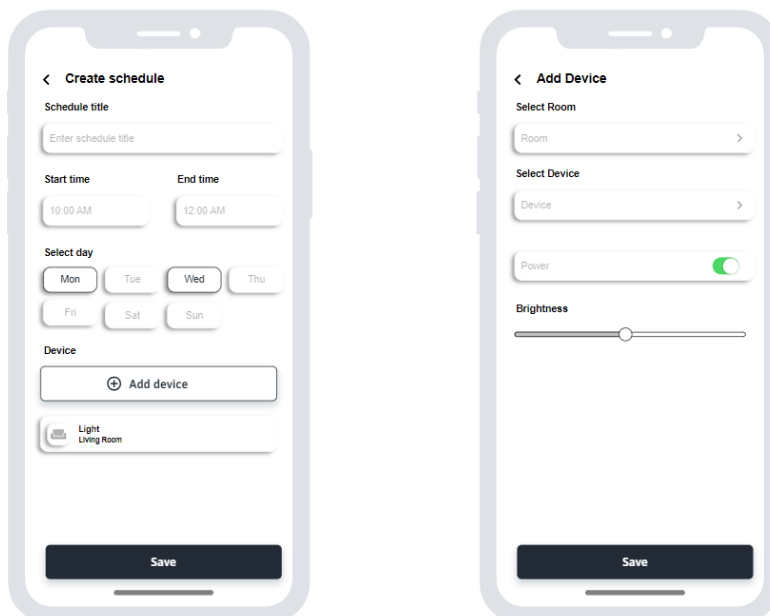 Create schedule
Schedule title
Enter schedule title
Start time End time
10:00 AM 12:00 AM
Select day
Mon Tue Wed Thu
Fri Sat Sun
Device
Add device
Light
Living Room
Save
Add Device
Select Room
Room
Select Device
Device
Power
Brightness
Save